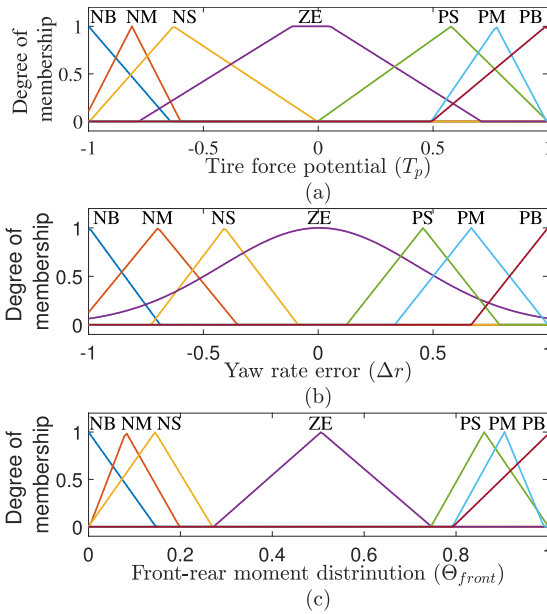 NB NM NS ZE PS PM PB
1
0.5
0
Degree of
membership
-1 -0.5 0 0.5 1
Tire force potential (Tp)
(a)
NB NM NS ZE PS PM PB
1
0.5
0
Degree of
membership
-1 -0.5 0 0.5 1
Yaw rate error (Δr)
(b)
NB NM NS ZE PS PM PB
1
0.5
0
Degree of
membership
0 0.2 0.4 0.6 0.8 1
Front-rear moment distrinution (Θfront)
(c)